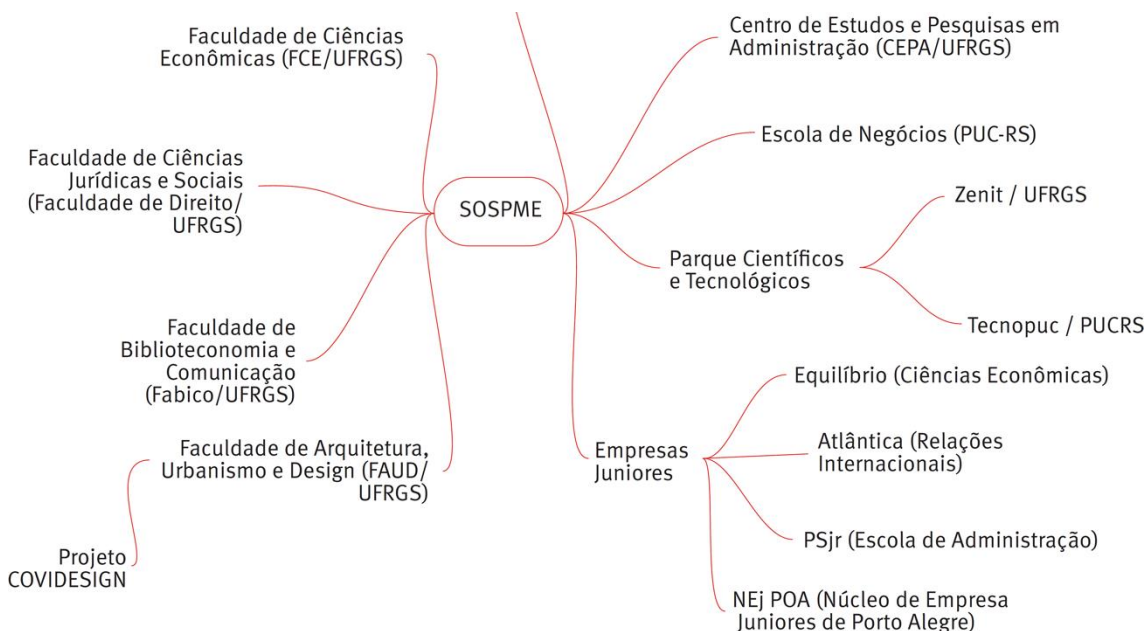 Faculdade de Ciências
Econômicas (FCE/UFRGS)
Faculdade de Ciências
Jurídicas e Sociais
(Faculdade de Direito/
UFRGS)
Faculdade de
Biblioteconomia e
Comunicação
(Fabico/UFRGS)
Faculdade de Arquitetura,
Urbanismo e Design (FAUD/
UFRGS)
Projeto
COVIDESIGN
SOSPME
Centro de Estudos e Pesquisas em
Administração (CEPA/UFRGS)
Escola de Negócios (PUC-RS)
Parque Científicos
e Tecnológicos
Zenit / UFRGS
Tecnopuc / PUCRS
Empresas
Juniores
Equilíbrio (Ciências Econômicas)
Atlântica (Relações
Internacionais)
PSjr (Escola de Administração)
NEj POA (Núcleo de Empresa
Juniores de Porto Alegre)